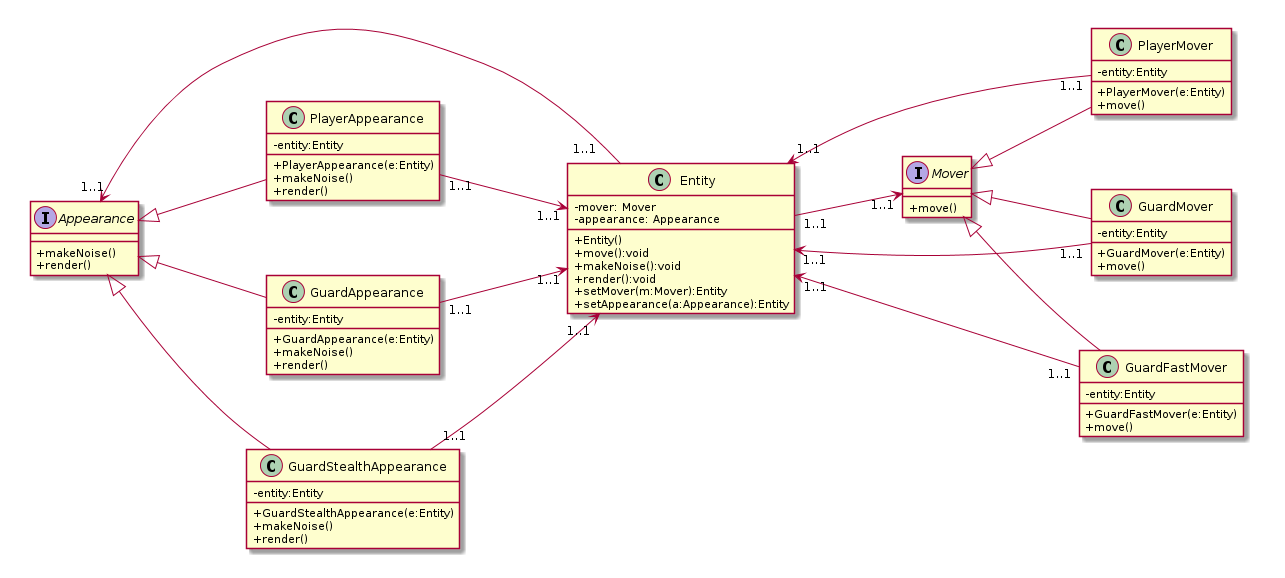 C PlayerMover
-entity:Entity
+PlayerMover(e:Entity)
+move()
1..1
C PlayerAppearance
-entity:Entity
+PlayerAppearance(e:Entity)
+makeNoise()
+render()
1..1
1..1
1..1
1..1
1..1
1..1
I Appearance
+makeNoise()
+render()
C Entity
-mover: Mover
-appearance: Appearance
+Entity()
+move():void
+makeNoise():void
+render():void
+setMover(m:Mover):Entity
+setAppearance(a:Appearance):Entity
I Mover
+move()
1..1
1..1
1..1
1..1
C GuardMover
-entity:Entity
+GuardMover(e:Entity)
+move()
1..1
C GuardAppearance
-entity:Entity
+GuardAppearance(e:Entity)
+makeNoise()
+render()
1..1
1..1
1..1
1..1
C GuardFastMover
-entity:Entity
+GuardFastMover(e:Entity)
+move()
1..1
C GuardStealthAppearance
-entity:Entity
+GuardStealthAppearance(e:Entity)
+makeNoise()
+render()